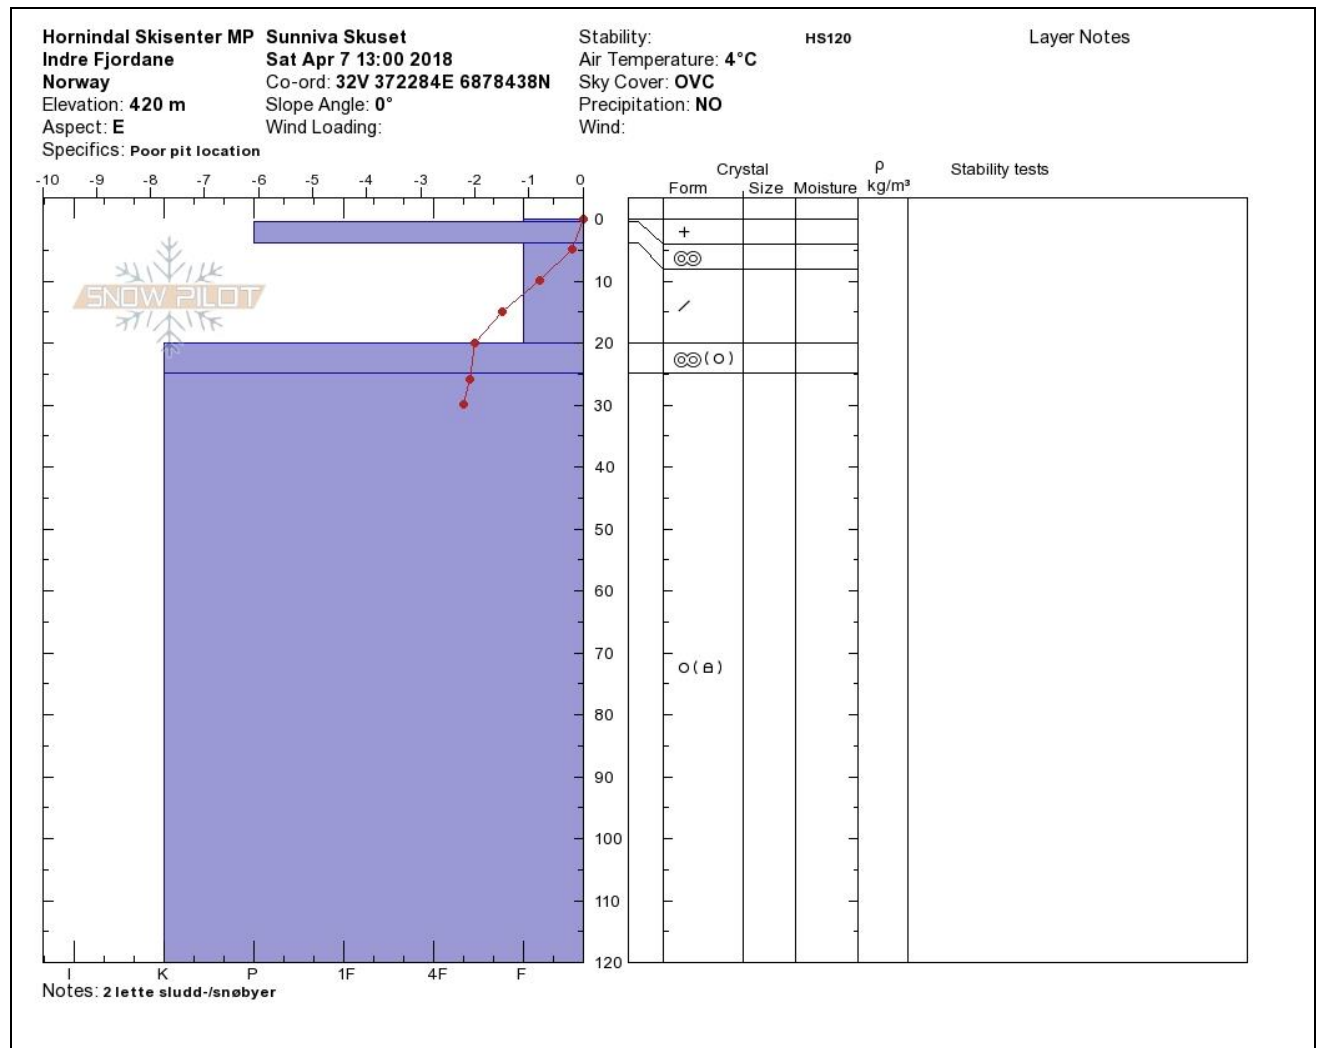 Hornindal Skisenter MP Sunniva Skuset Stability: HS120 Layer Notes
Indre Fjordane Sat Apr 7 13:00 2018 Air Temperature: 4°C
Norway Co-ord: 32V 372284E 6878438N Sky Cover: OVC
Elevation: 420 m Slope Angle: 0° Precipitation: NO
Aspect: E Wind Loading: Wind:
Specifics: Poor pit location
Crystal ρ Stability tests
-10 -9 -8 -7 -6 -5 -4 -3 -2 -1 0 Form Size Moisture kg/m³
0
+
10
SNOW PILOT
20
(o)
30
40
50
60
70
o(a)
80
90
100
110
120
I K P 1F 4F F
Notes: 2 lette sludd-/snøbyer